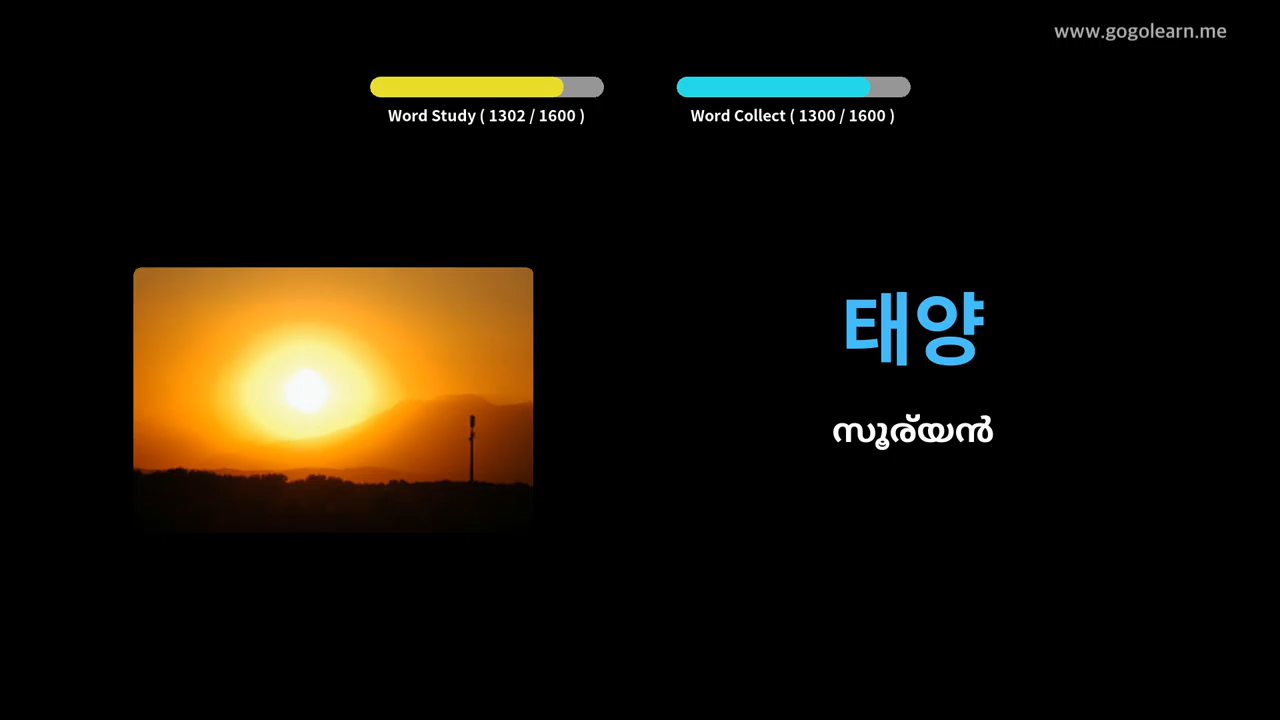 www.gogolearn.me
Word Study ( 1302 / 1600 )
Word Collect ( 1300 / 1600 )
태양
സൂര്യൻ